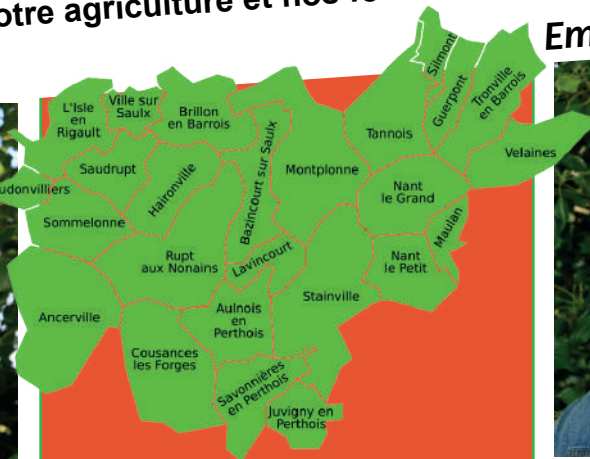 otre agriculture et nos
Em
Silmont
Guerpont
Tronville
en Barrois
L'Isle
en
Rigault
Ville sur
Saulx
Brillon
en Barrois
Tannois
Velaines
Bazincourt sur Saulx
Montplonne
Saudrupt
Haironville
Nant
le Grand
udonvilliers
Sommelonne
Maulan
Rupt
aux Nonains
Lavincourt
Nant
le Petit
Stainville
Ancerville
Aulnois
en
Perthois
Cousances
les Forges
Savonnières
en Perthois
Juvigny en
Perthois